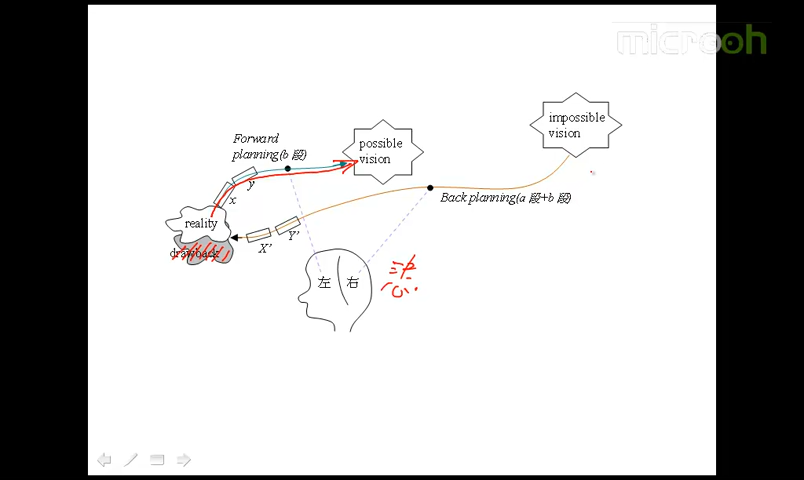 microoh
impossible
vision
Forward
planning(b 段)
possible
vision
y
x
Back planning(a 段+b 段)
reality
Y'
X'
drawback
左
右